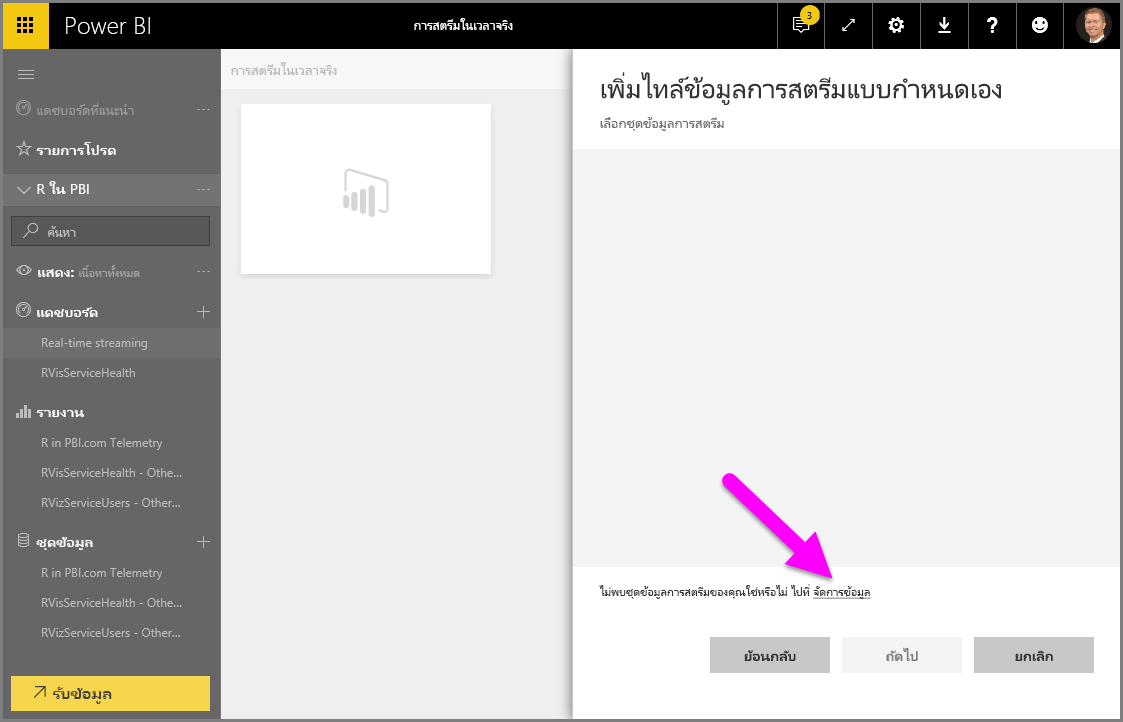 Power BI
การสตรีมในเวลาจริง
3
?
แดชบอร์ดที่แนะนำ
รายการโปรด
R ใน PBI
ค้นหา
แสดง: เนื้อหาทั้งหมด
แดชบอร์ด
Real-time streaming
RVisServiceHealth
รายงาน
R in PBI.com Telemetry
RVisServiceHealth - Othe...
RVizServiceUsers - Other...
ชุดข้อมูล
R in PBI.com Telemetry
RVisServiceHealth - Othe...
RVizServiceUsers - Other...
รับข้อมูล
การสตรีมในเวลาจริง
เพิ่มไทล์ข้อมูลการสตรีมแบบกำหนดเอง
เลือกชุดข้อมูลการสตรีม
ไม่พบชุดข้อมูลการสตรีมของคุณใช่หรือไม่ ไปที่ จัดการข้อมูล
ย้อนกลับ
ถัดไป
ยกเลิก